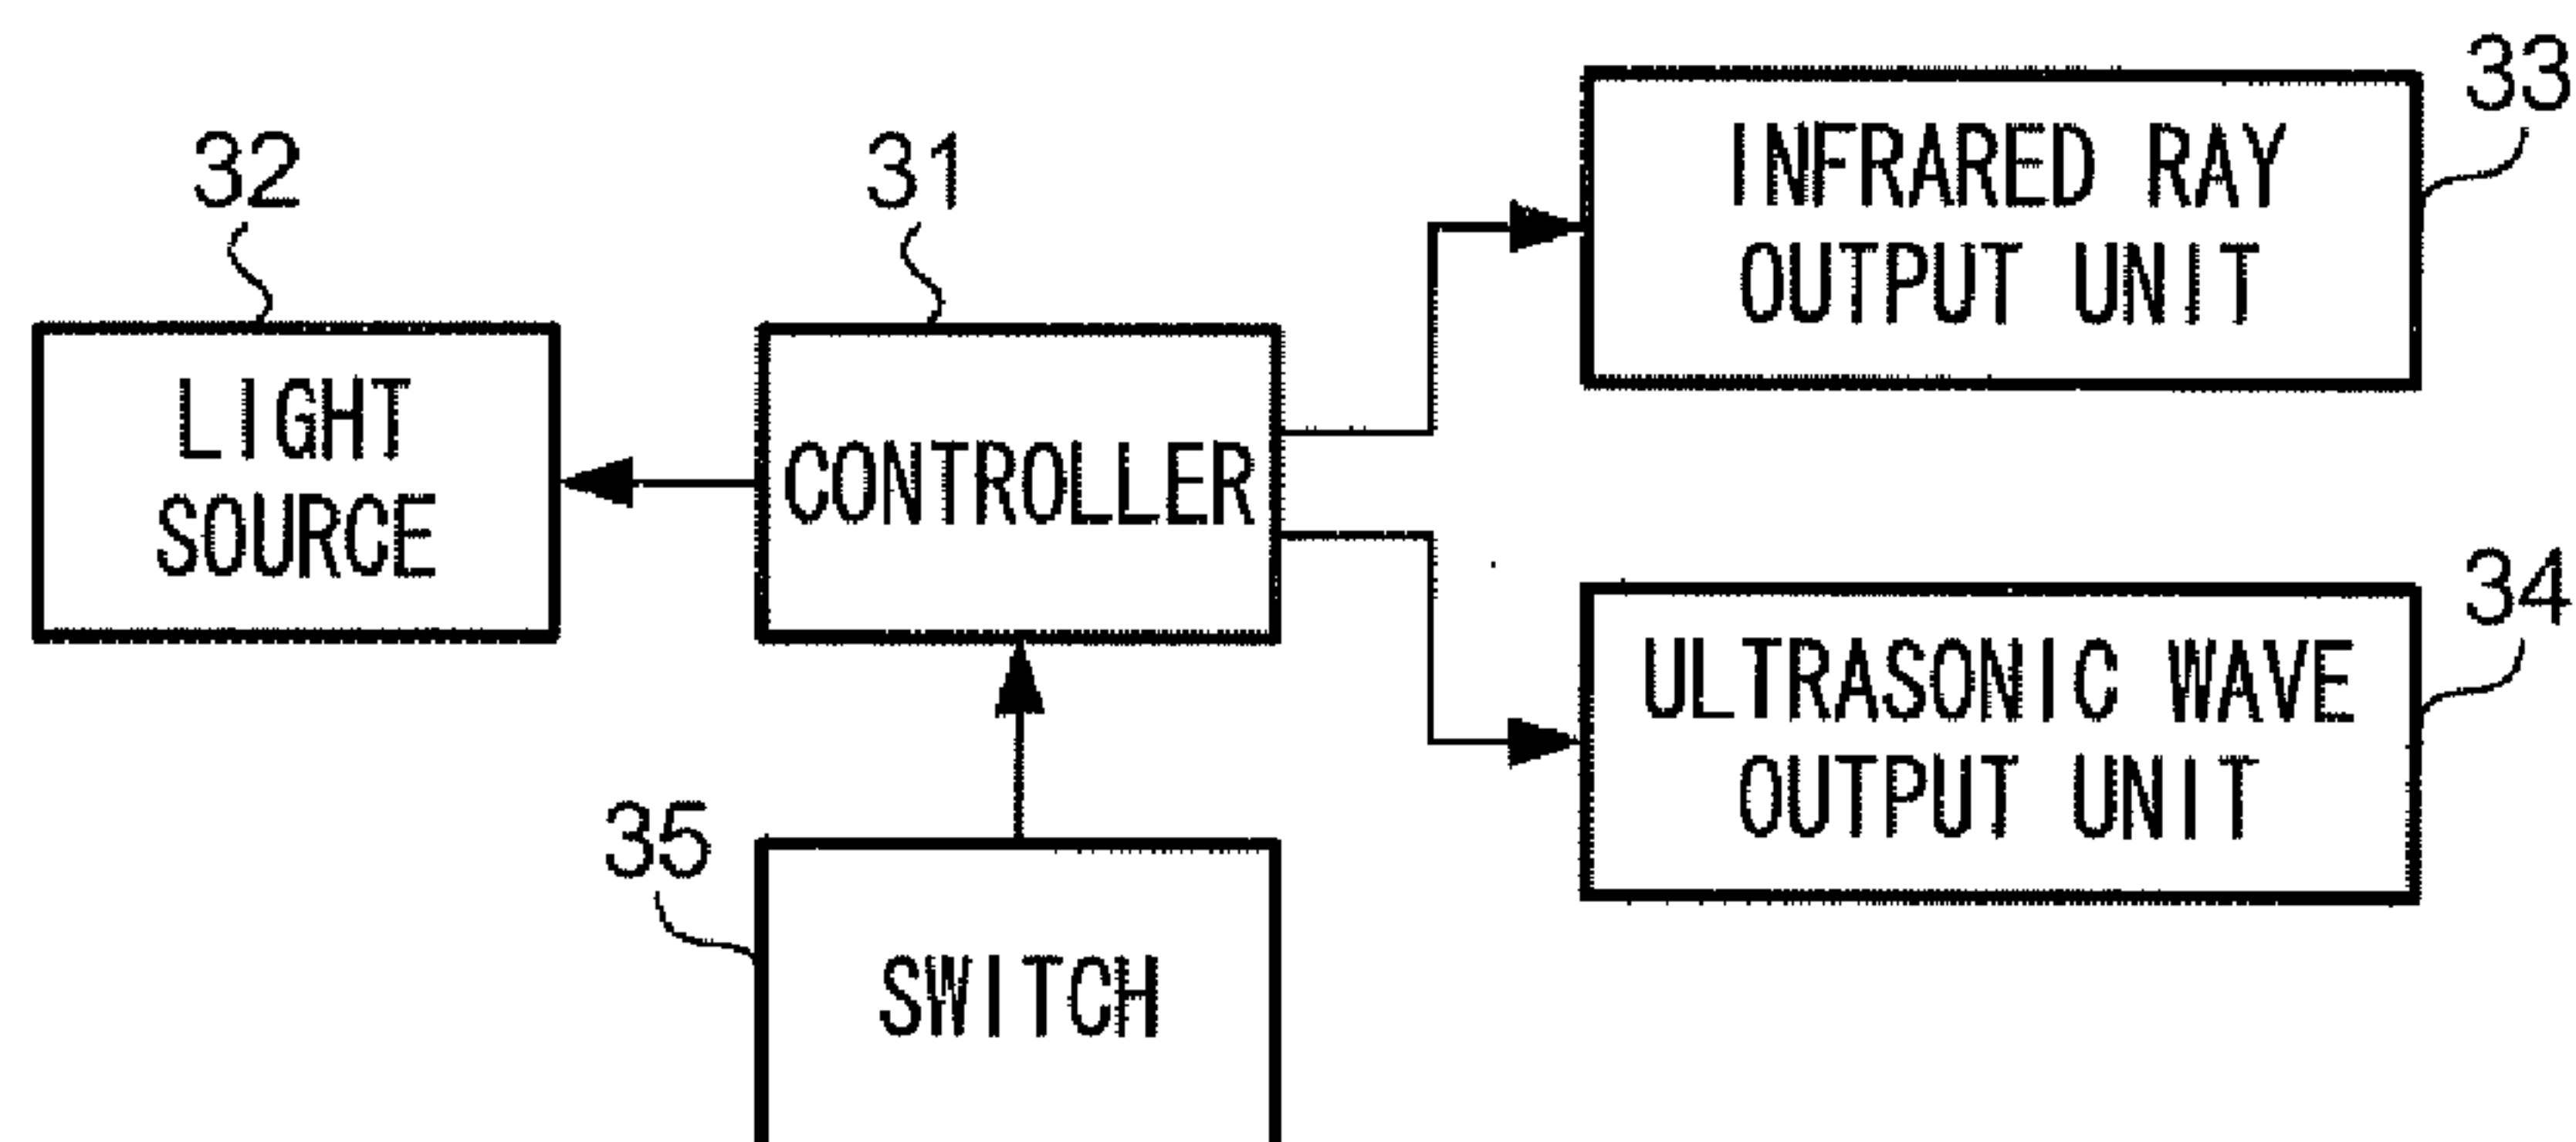 33
INFRARED RAY
OUTPUT UNIT
32
31
LIGHT
SOURCE
CONTROLLER
34
ULTRASONIC WAVE
OUTPUT UNIT
35
SWITCH